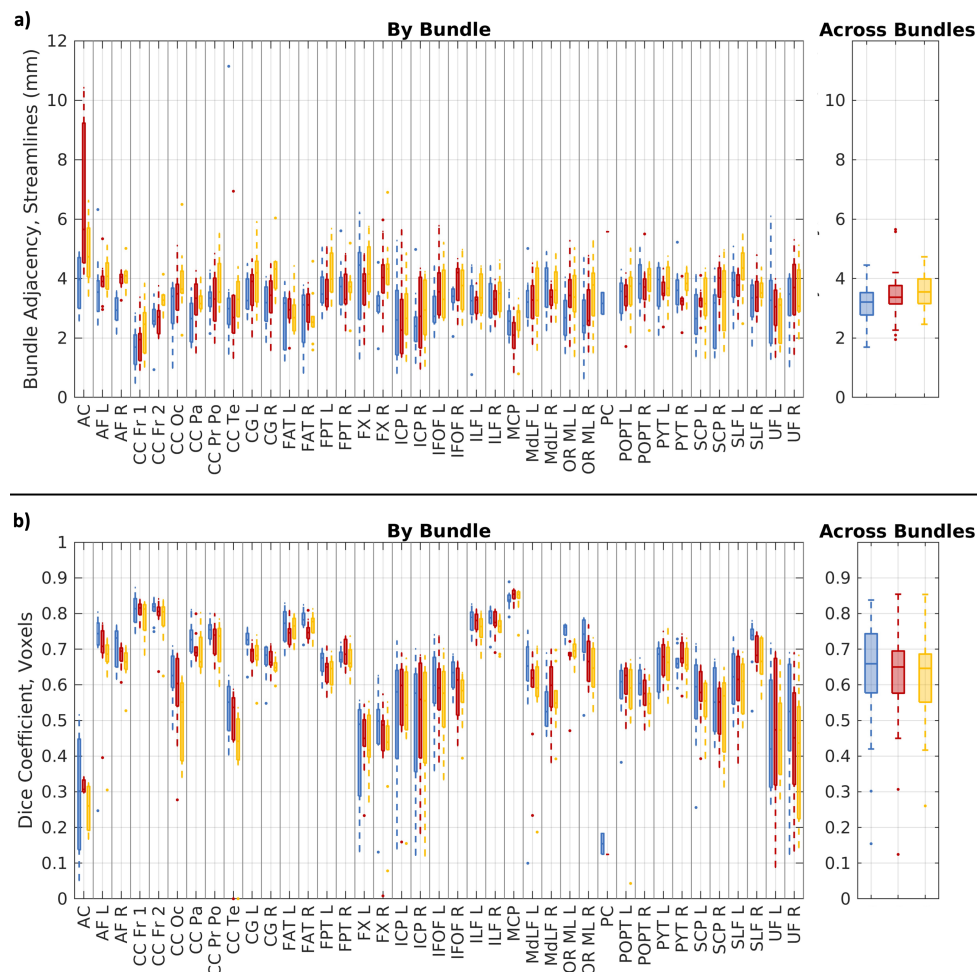 a)
By Bundle
Across Bundles
Bundle Adjacency, Streamlines (mm)
12
10
8
6
4
2
0
10
8
6
4
2
0
AC
AF L
AF R
CC Fr 1
CC Fr 2
CC Oc
CC Pa
CC Pr Po
CC Te
CG L
CG R
FAT L
FAT R
FPT L
FPT R
FX L
FX R
ICP L
ICP R
IFOF L
IFOF R
ILF L
ILF R
MCP
MdLF L
MdLF R
OR ML L
OR ML R
PC
POPT L
POPT R
PYT L
PYT R
SCP L
SCP R
SLF L
SLF R
UF L
UF R
b)
By Bundle
Across Bundles
Dice Coefficient, Voxels
1
0.9
0.8
0.7
0.6
0.5
0.4
0.3
0.2
0.1
0
0.9
0.8
0.7
0.6
0.5
0.4
0.3
0.2
0.1
0
AC
AF L
AF R
CC Fr 1
CC Fr 2
CC Oc
CC Pa
CC Pr Po
CC Te
CG L
CG R
FAT L
FAT R
FPT L
FPT R
FX L
FX R
ICP L
ICP R
IFOF L
IFOF R
ILF L
ILF R
MCP
MdLF L
MdLF R
OR ML L
OR ML R
PC
POPT L
POPT R
PYT L
PYT R
SCP L
SCP R
SLF L
SLF R
UF L
UF R